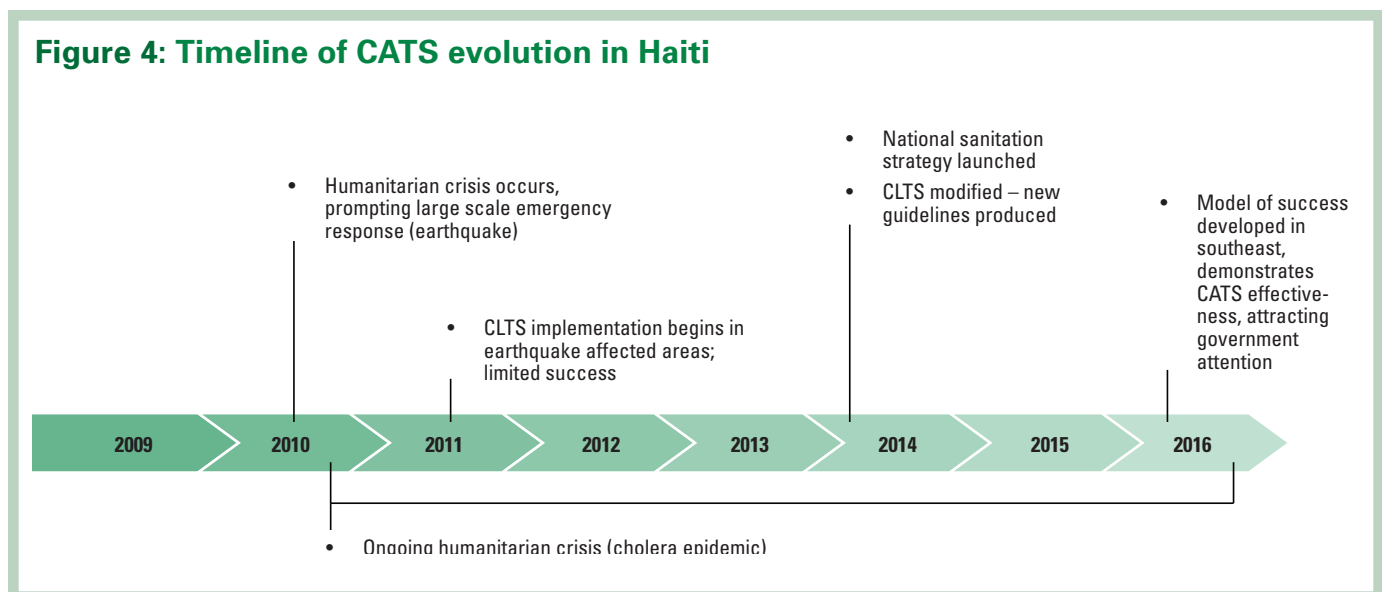 Figure 4: Timeline of CATS evolution in Haiti
• National sanitation
strategy launched
• CLTS modified – new
guidelines produced
• Humanitarian crisis occurs,
prompting large scale emergency
response (earthquake)
• Model of success
developed in
southeast,
demonstrates
CATS effective-
ness, attracting
government
attention
• CLTS implementation begins in
earthquake affected areas;
limited success
2009
2010
2011
2012
2013
2014
2015
2016
• Ongoing humanitarian crisis (cholera epidemic)